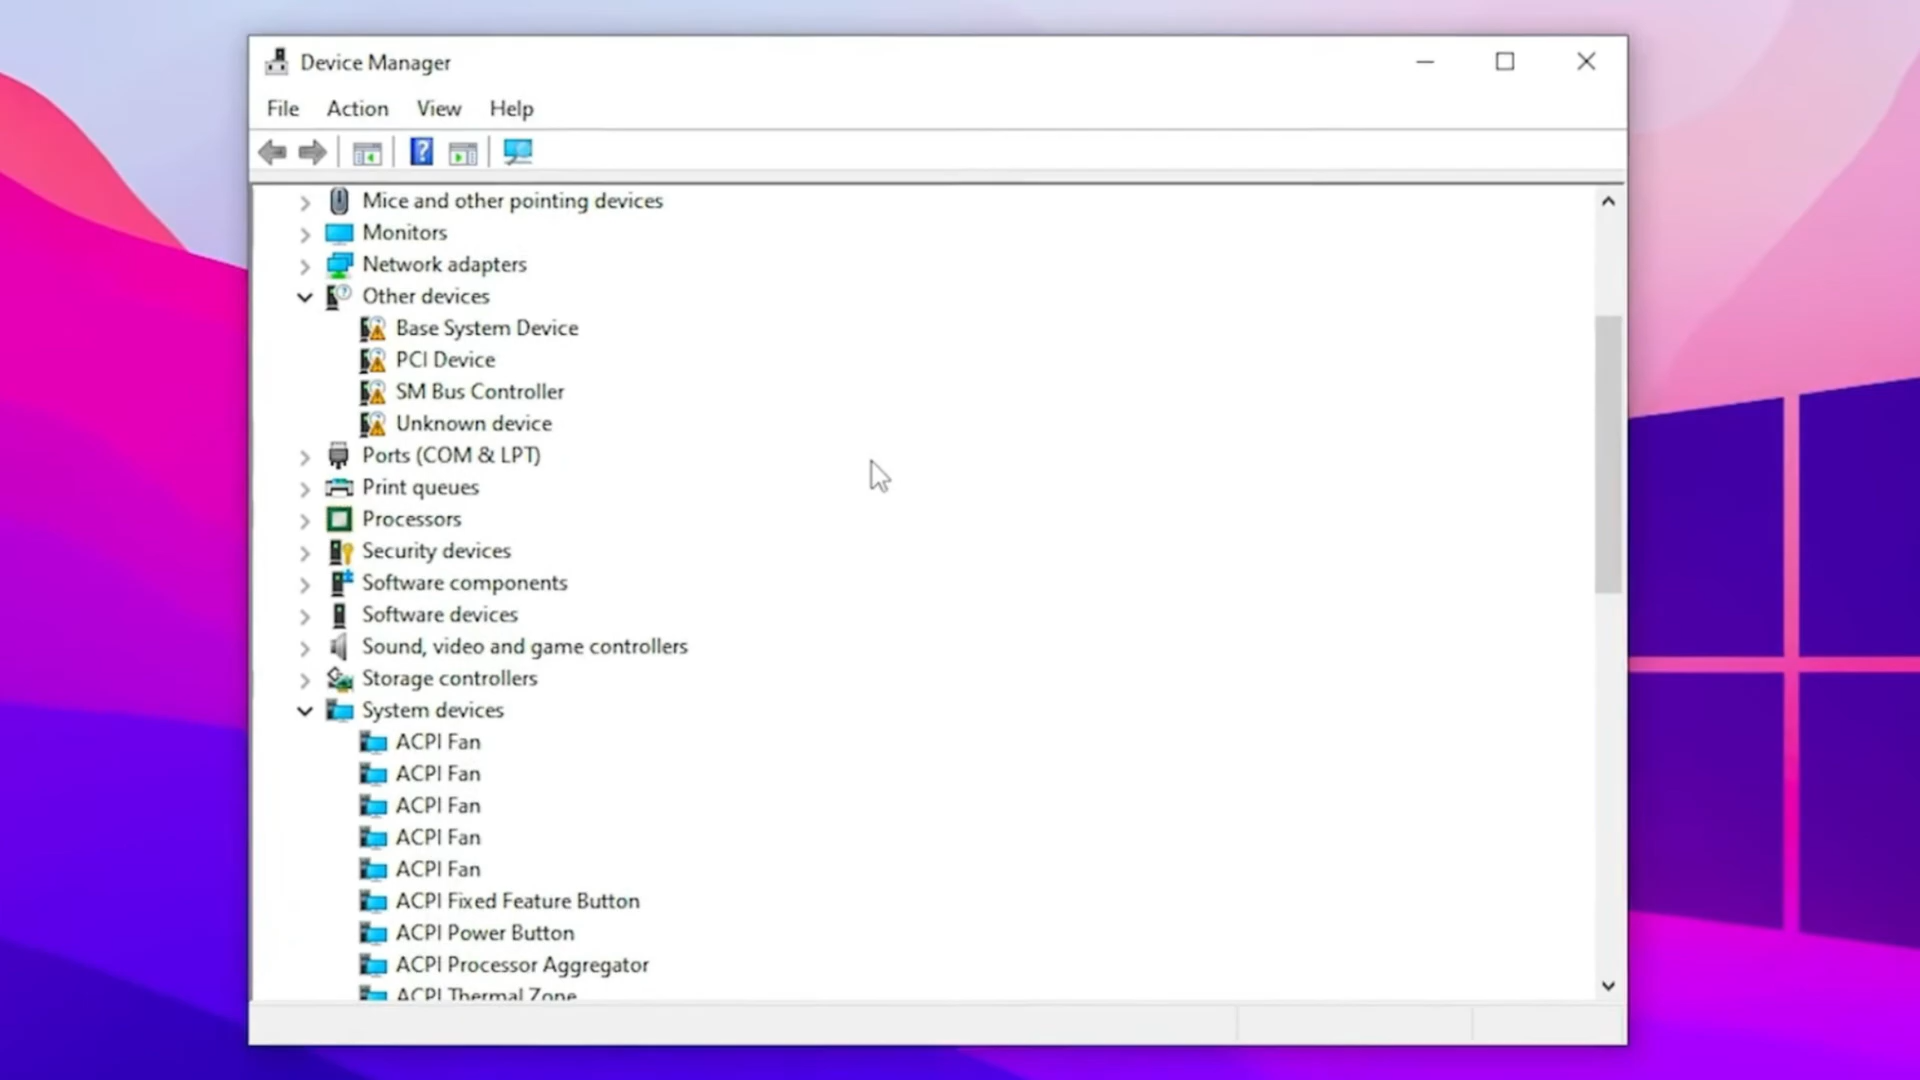 Device Manager
File Action View Help
Mice and other pointing devices
Monitors
Network adapters
Other devices
Base System Device
PCI Device
SM Bus Controller
Unknown device
Ports (COM & LPT)
Print queues
Processors
Security devices
Software components
Software devices
Sound, video and game controllers
Storage controllers
System devices
ACPI Fan
ACPI Fan
ACPI Fan
ACPI Fan
ACPI Fan
ACPI Fixed Feature Button
ACPI Power Button
ACPI Processor Aggregator
ACPI Thermal Zone